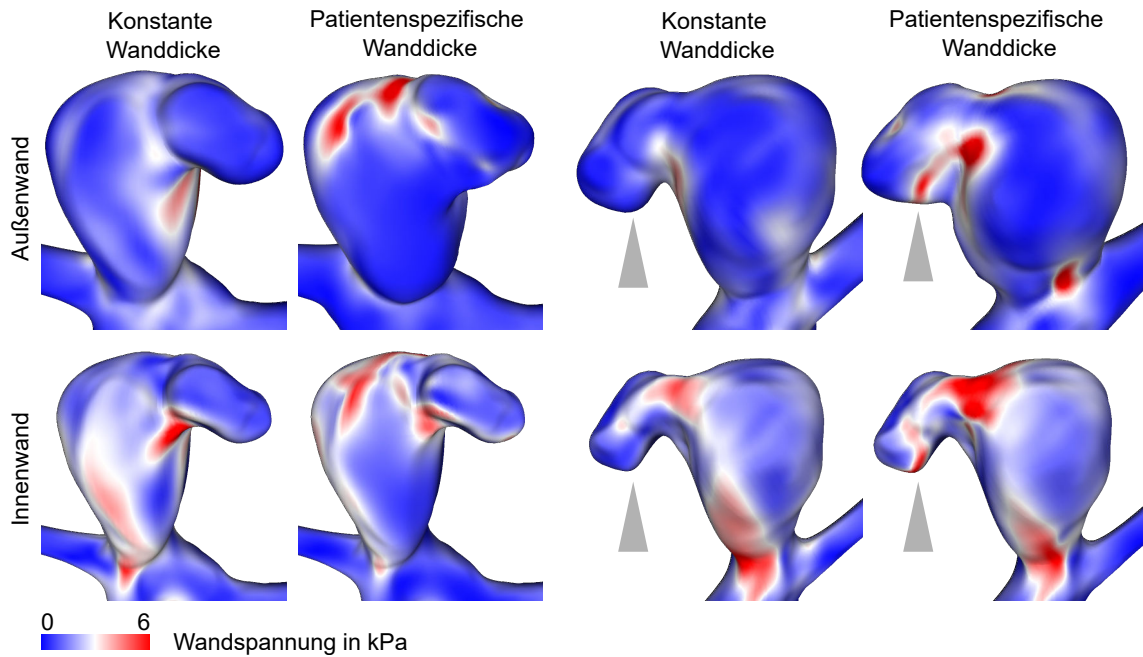 Konstante
Wanddicke
Patientenspezifische
Wanddicke
Konstante
Wanddicke
Patientenspezifische
Wanddicke
Außenwand
Innenwand
0 6
Wandspannung in kPa